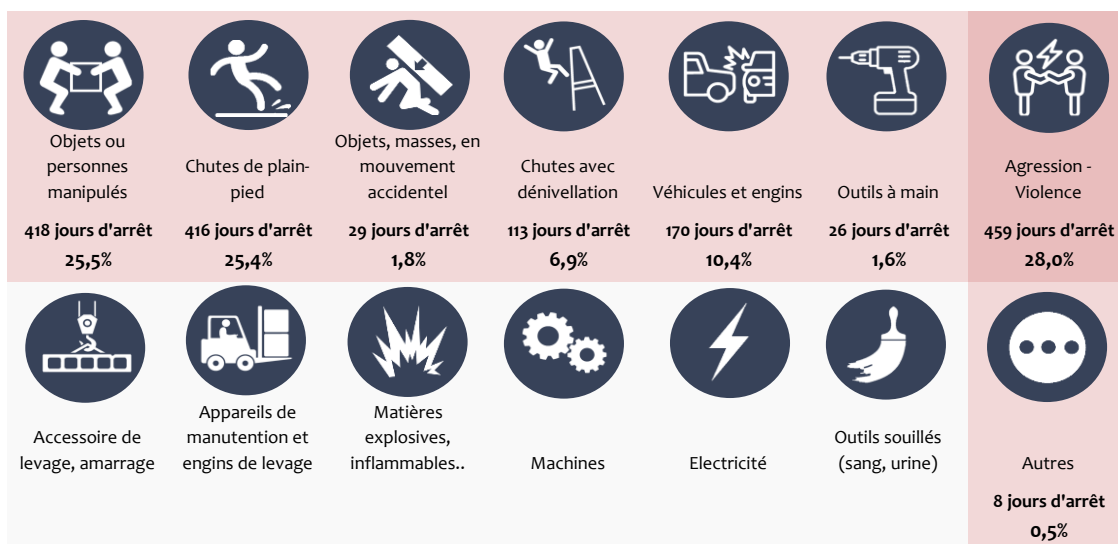 Objets ou
personnes
manipulés
418 jours d'arrêt
25,5%
Chutes de plain-
pied
416 jours d'arrêt
25,4%
Objets, masses, en
mouvement
accidentel
29 jours d'arrêt
1,8%
Chutes avec
dénivellation
113 jours d'arrêt
6,9%
Véhicules et engins
170 jours d'arrêt
10,4%
Outils à main
26 jours d'arrêt
1,6%
Agression -
Violence
459 jours d'arrêt
28,0%
Accessoire de
levage, amarrage
Appareils de
manutention et
engins de levage
Matières
explosives,
inflammables..
Machines
Electricité
Outils souillés
(sang, urine)
Autres
8 jours d'arrêt
0,5%